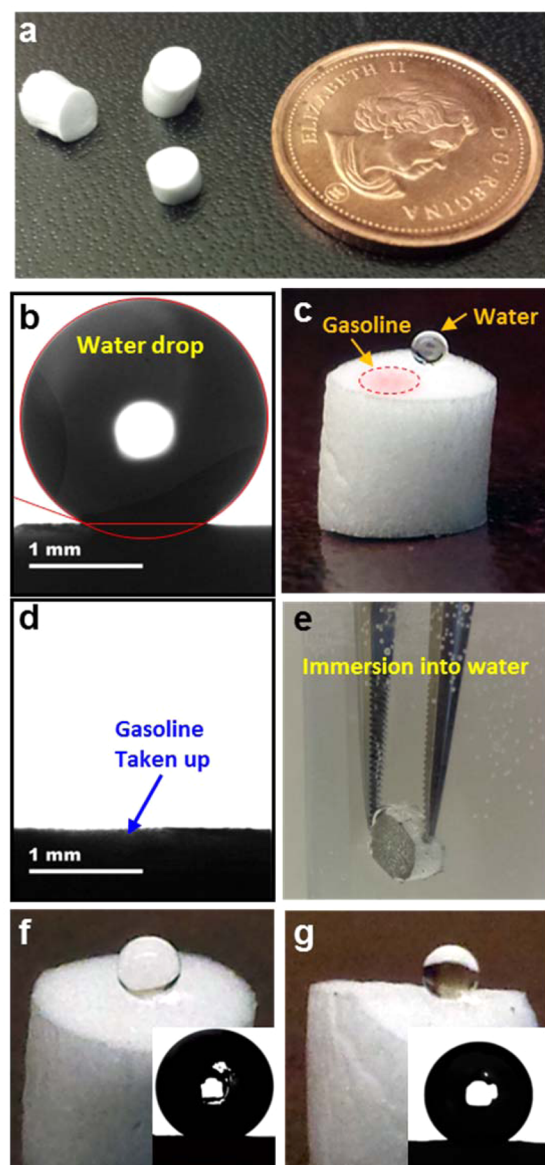 a
ELIZABETH II
D·G·REGINA
b
Water drop
1 mm
c
Gasoline
Water
d
Gasoline
Taken up
1 mm
e
Immersion into water
f
g